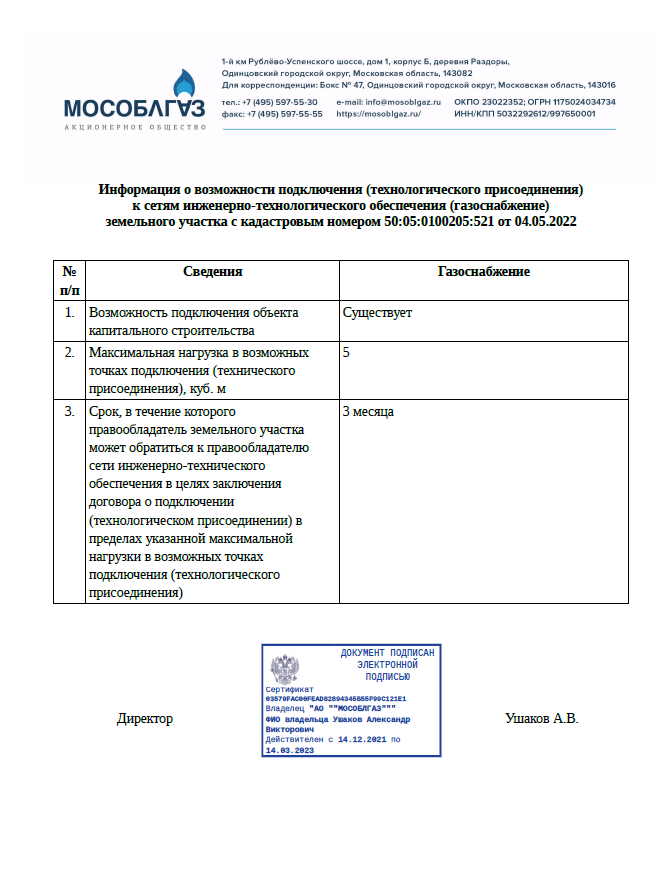 МОСОБЛГАЗ
АКЦИОНЕРНОЕ ОБЩЕСТВО
1-й км Рублёво-Успенского шоссе, дом 1, корпус Б, деревня Раздоры,
Одинцовский городской округ, Московская область, 143082
Для корреспонденции: Бокс № 47, Одинцовский городской округ, Московская область, 143016
тел.: +7 (495) 597-55-30 e-mail: info@mosoblgaz.ru ОКПО 23022352; ОГРН 1175024034734
факс: +7 (495) 597-55-55 https://mosoblgaz.ru/ ИНН/КПП 5032292612/997650001
Информация о возможности подключения (технологического присоединения)
к сетям инженерно-технологического обеспечения (газоснабжение)
земельного участка с кадастровым номером 50:05:0100205:521 от 04.05.2022
№ Сведения Газоснабжение
п/п
1. Возможность подключения объекта Существует
капитального строительства
2. Максимальная нагрузка в возможных 5
точках подключения (технического
присоединения), куб. м
3. Срок, в течение которого 3 месяца
правообладатель земельного участка
может обратиться к правообладателю
сети инженерно-технического
обеспечения в целях заключения
договора о подключении
(технологическом присоединении) в
пределах указанной максимальной
нагрузки в возможных точках
подключения (технологического
присоединения)
ДОКУМЕНТ ПОДПИСАН
ЭЛЕКТРОННОЙ
ПОДПИСЬЮ
Сертификат
03579FAC00FEAD82894345B55F99C121E1
Владелец "АО ""МОСОБЛГАЗ"""
ФИО владельца Ушаков Александр
Викторович
Действителен с 14.12.2021 по
14.03.2023
Директор Ушаков А.В.